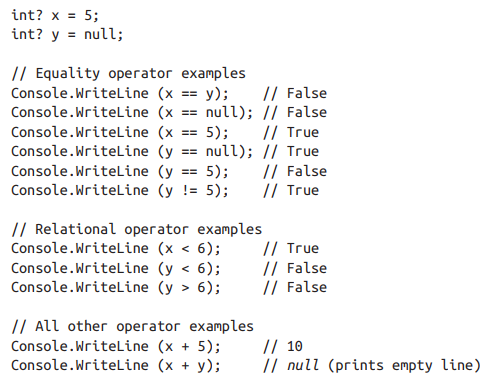 int? x = 5;
int? y = null;

// Equality operator examples
Console.WriteLine (x == y);    // False
Console.WriteLine (x == null); // False
Console.WriteLine (x == 5);    // True
Console.WriteLine (y == null); // True
Console.WriteLine (y == 5);    // False
Console.WriteLine (y != 5);    // True

// Relational operator examples
Console.WriteLine (x < 6);     // True
Console.WriteLine (y < 6);     // False
Console.WriteLine (y > 6);     // False

// All other operator examples
Console.WriteLine (x + 5);     // 10
Console.WriteLine (x + y);     // null (prints empty line)